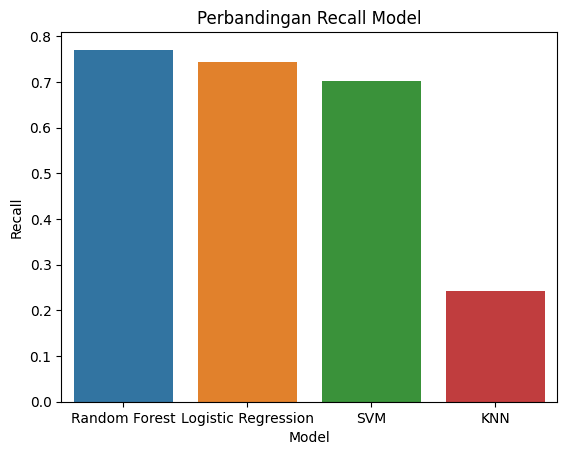 Perbandingan Recall Model
Recall
0.8
0.7
0.6
0.5
0.4
0.3
0.2
0.1
0.0
Random Forest Logistic Regression SVM KNN
Model